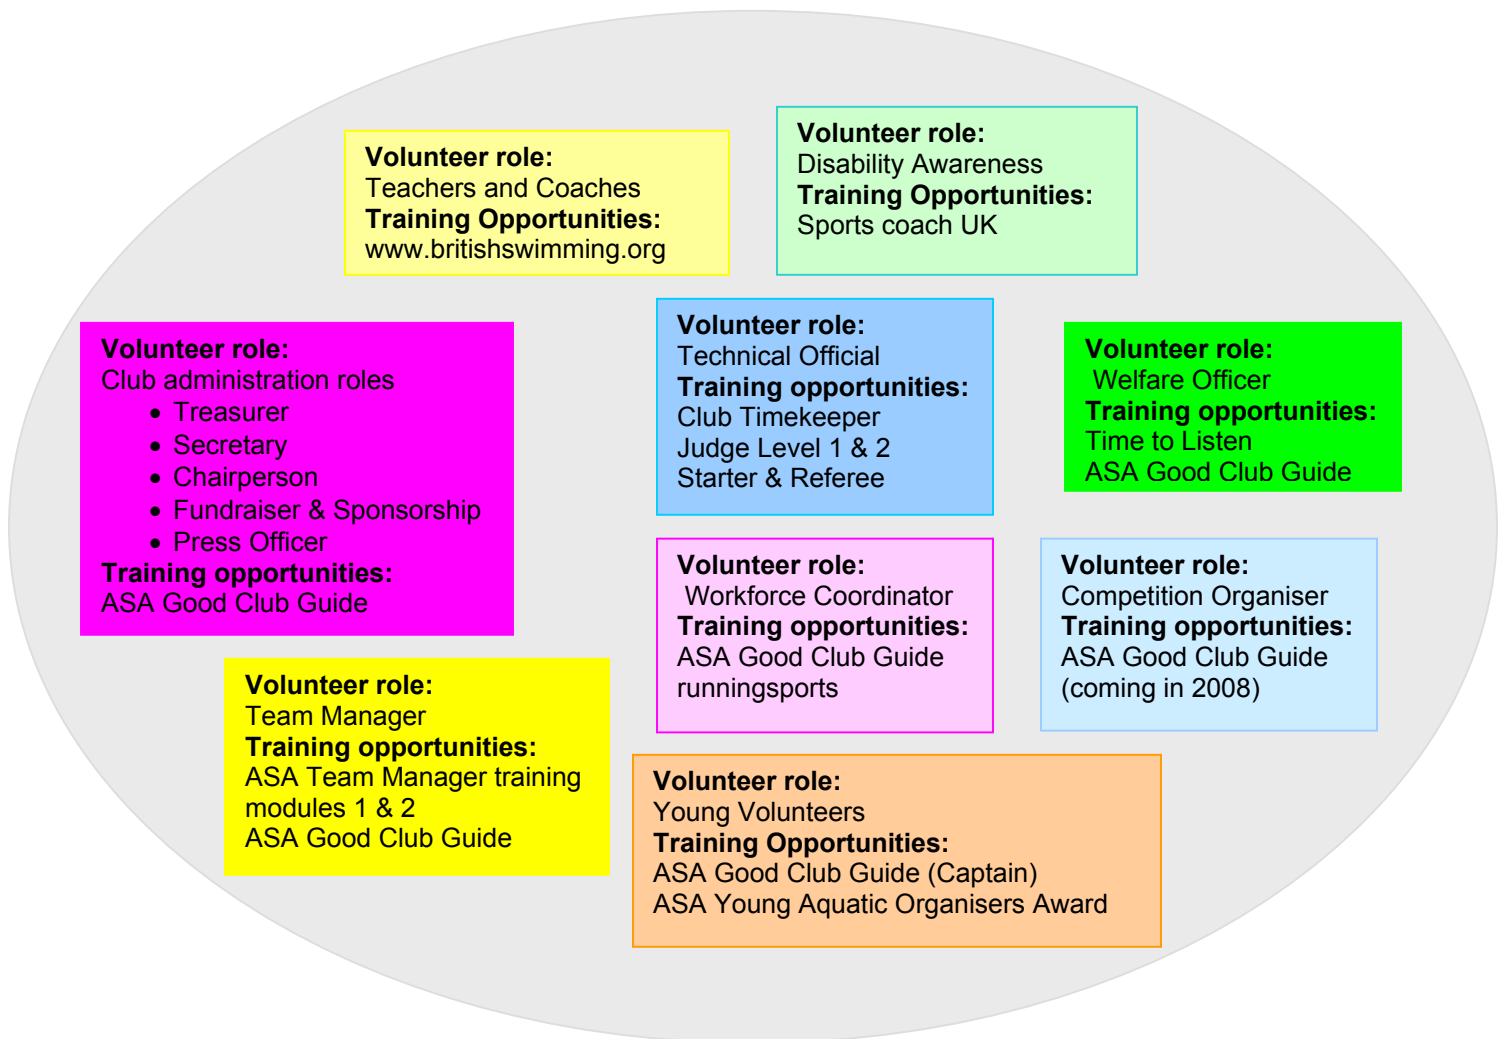 Volunteer role:
Teachers and Coaches
Training Opportunities:
www.britishswimming.org
Volunteer role:
Disability Awareness
Training Opportunities:
Sports coach UK
Volunteer role:
Club administration roles
• Treasurer
• Secretary
• Chairperson
• Fundraiser & Sponsorship
• Press Officer
Training opportunities:
ASA Good Club Guide
Volunteer role:
Technical Official
Training opportunities:
Club Timekeeper
Judge Level 1 & 2
Starter & Referee
Volunteer role:
Welfare Officer
Training opportunities:
Time to Listen
ASA Good Club Guide
Volunteer role:
Workforce Coordinator
Training opportunities:
ASA Good Club Guide
runningsports
Volunteer role:
Competition Organiser
Training opportunities:
ASA Good Club Guide
(coming in 2008)
Volunteer role:
Team Manager
Training opportunities:
ASA Team Manager training
modules 1 & 2
ASA Good Club Guide
Volunteer role:
Young Volunteers
Training Opportunities:
ASA Good Club Guide (Captain)
ASA Young Aquatic Organisers Award